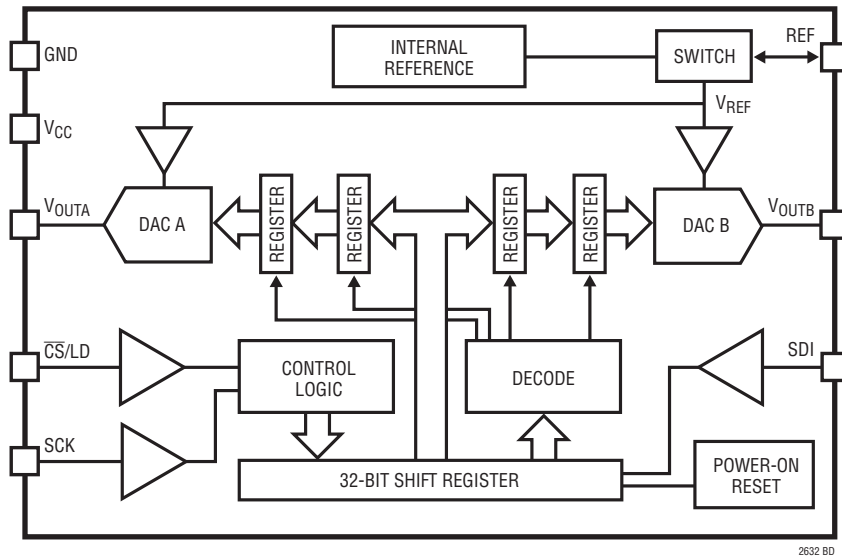 GND
INTERNAL
REFERENCE
SWITCH
REF
VCC
VREF
VOUTA
DAC A
REGISTER
REGISTER
REGISTER
REGISTER
DAC B
VOUTB
CS/LD
CONTROL
LOGIC
DECODE
SDI
SCK
32-BIT SHIFT REGISTER
POWER-ON
RESET
2632 BD